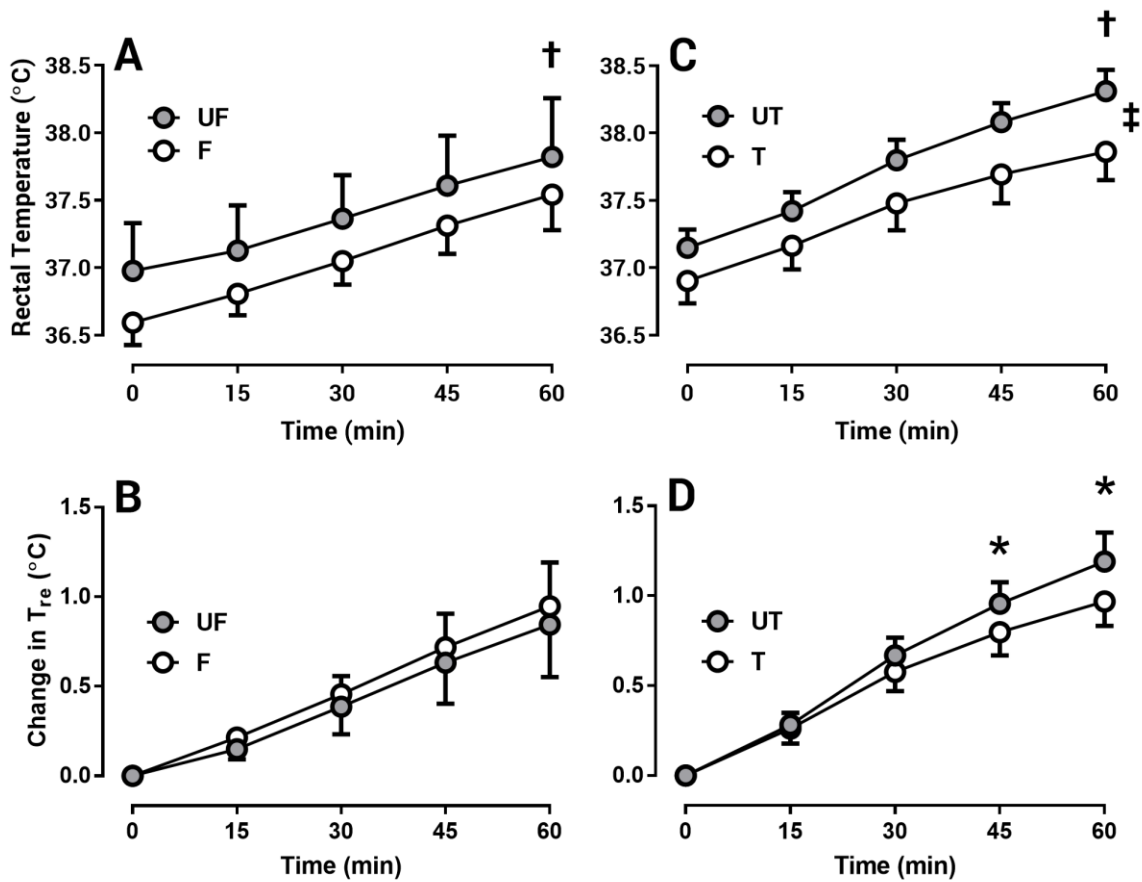 A
†
Rectal Temperature (°C)
38.5
38.0
37.5
37.0
36.5
UF
F
0 15 30 45 60
Time (min)
C
†
‡
38.5
38.0
37.5
37.0
36.5
UT
T
0 15 30 45 60
Time (min)
B
Change in Tre (°C)
1.5
1.0
0.5
0.0
UF
F
0 15 30 45 60
Time (min)
D
* *
1.5
1.0
0.5
0.0
UT
T
0 15 30 45 60
Time (min)